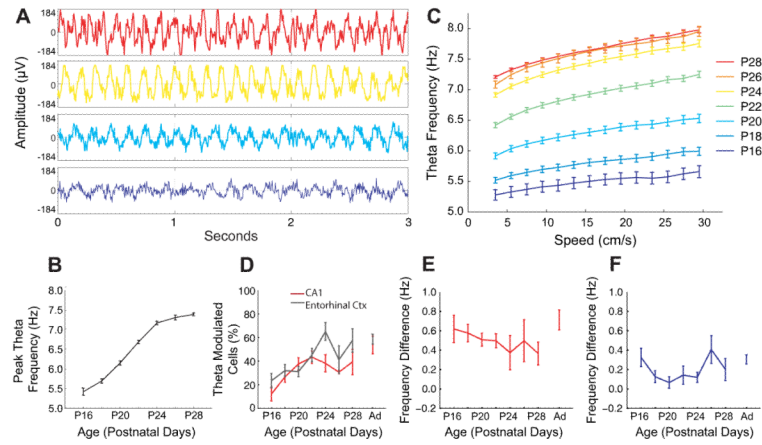 A
184
0
-184
184
0
-184
184
0
-184
184
0
-184
Amplitude (µV)
0
1
2
3
Seconds
C
8.0
7.5
7.0
6.5
6.0
5.5
5.0
Theta Frequency (Hz)
0
5
10
15
20
25
30
Speed (cm/s)
P28
P26
P24
P22
P20
P18
P16
B
8.0
7.5
7.0
6.5
6.0
5.5
5.0
Peak Theta
Frequency (Hz)
P16
P20
P24
P28
Age (Postnatal Days)
D
100
80
60
40
20
0
Theta Modulated
Cells (%)
CA1
Entorhinal Ctx
P16
P20
P24
P28
Ad
Age (Postnatal Days)
E
1.0
0.8
0.6
0.4
0.2
0.0
−0.2
Frequency Difference (Hz)
P16
P20
P24
P28
Ad
Age (Postnatal Days)
F
1.0
0.8
0.6
0.4
0.2
0.0
−0.2
Frequency Difference (Hz)
P16
P20
P24
P28
Ad
Age (Postnatal Days)